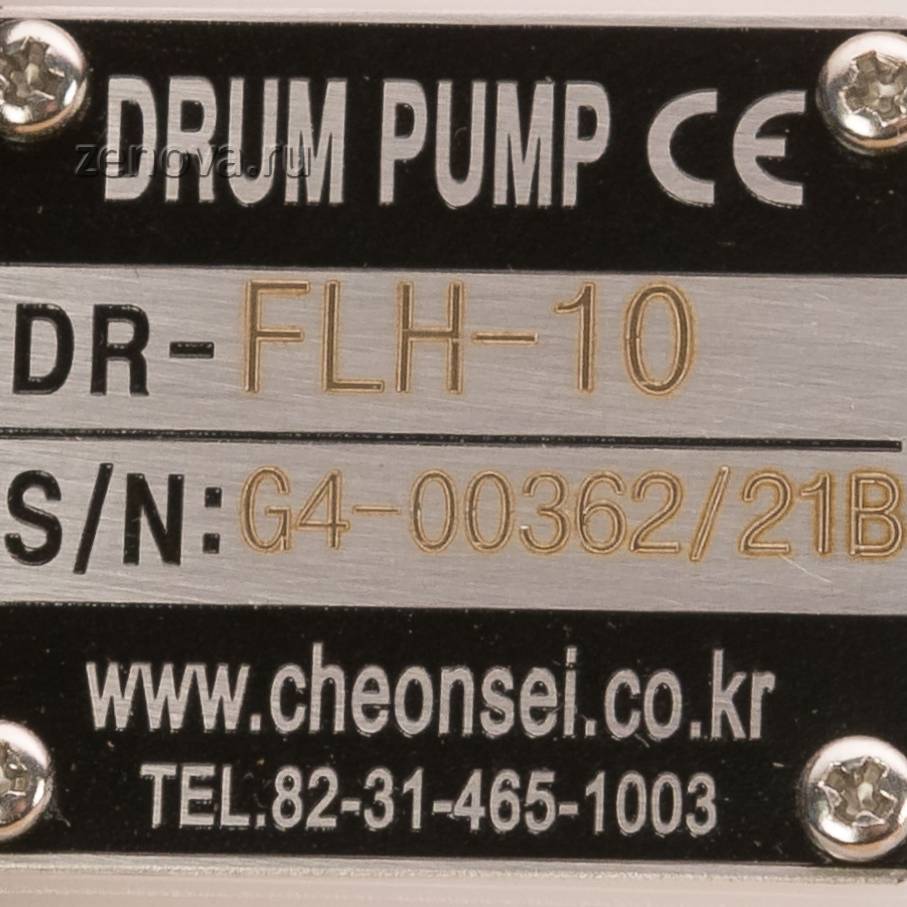 DRUM PUMP CE
zenova.ru
DR-FLH-10
S/N:G4-00362/21B
www.cheonsei.co.kr
TEL.82-31-465-1003